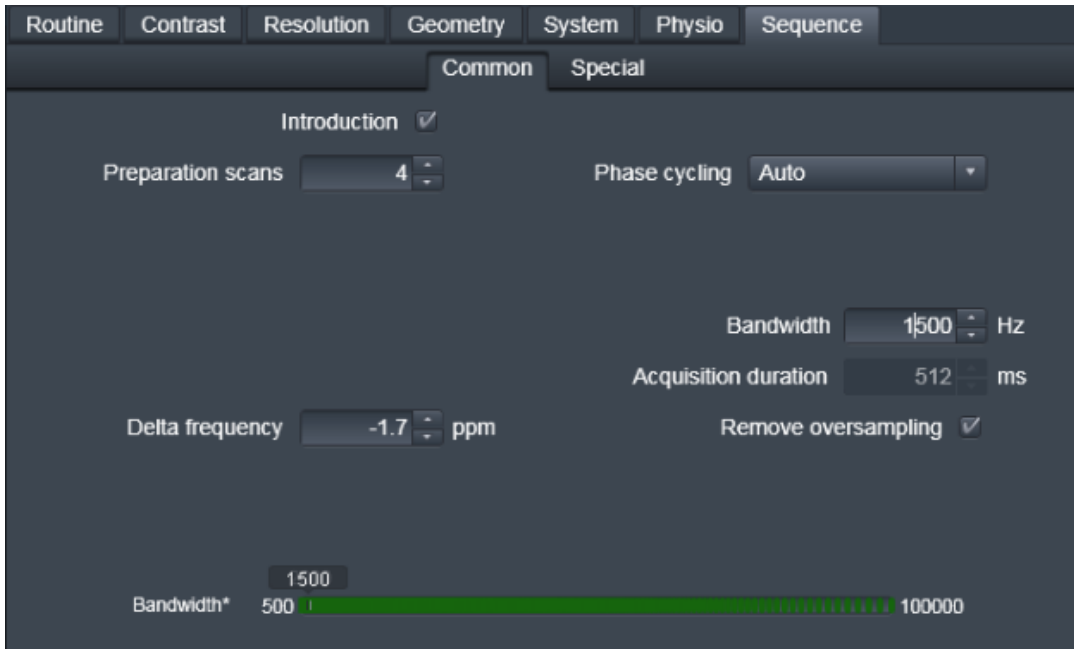 Routine Contrast Resolution Geometry System Physio Sequence
Common Special
Introduction
Preparation scans 4 Phase cycling Auto
Bandwidth 1500 Hz
Acquisition duration 512 ms
Delta frequency -1.7 ppm Remove oversampling
1500
Bandwidth* 500 100000